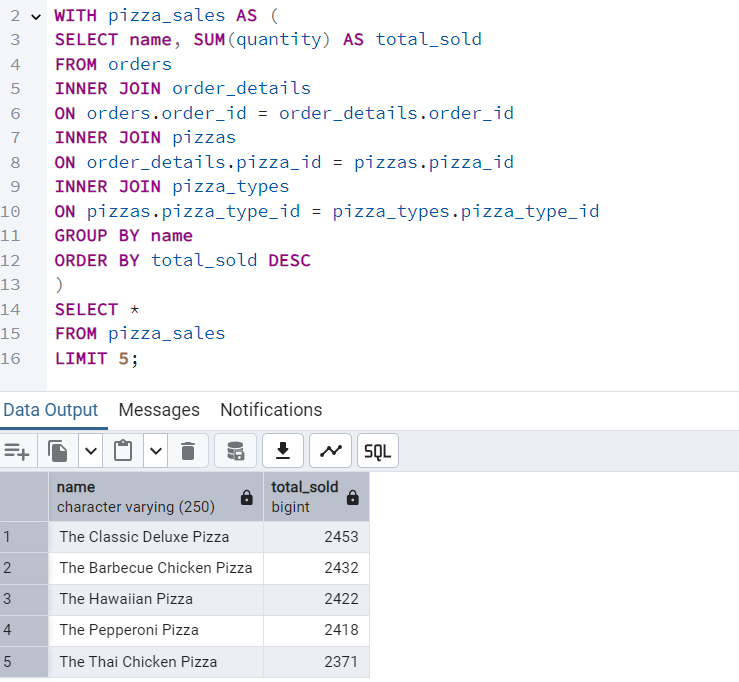 2 WITH pizza_sales AS (
3 SELECT name, SUM(quantity) AS total_sold
4 FROM orders
5 INNER JOIN order_details
6 ON orders.order_id = order_details.order_id
7 INNER JOIN pizzas
8 ON order_details.pizza_id = pizzas.pizza_id
9 INNER JOIN pizza_types
10 ON pizzas.pizza_type_id = pizza_types.pizza_type_id
11 GROUP BY name
12 ORDER BY total_sold DESC
13 )
14 SELECT *
15 FROM pizza_sales
16 LIMIT 5;
Data Output Messages Notifications
SQL
name total_sold
character varying (250) bigint
1 The Classic Deluxe Pizza 2453
2 The Barbecue Chicken Pizza 2432
3 The Hawaiian Pizza 2422
4 The Pepperoni Pizza 2418
5 The Thai Chicken Pizza 2371